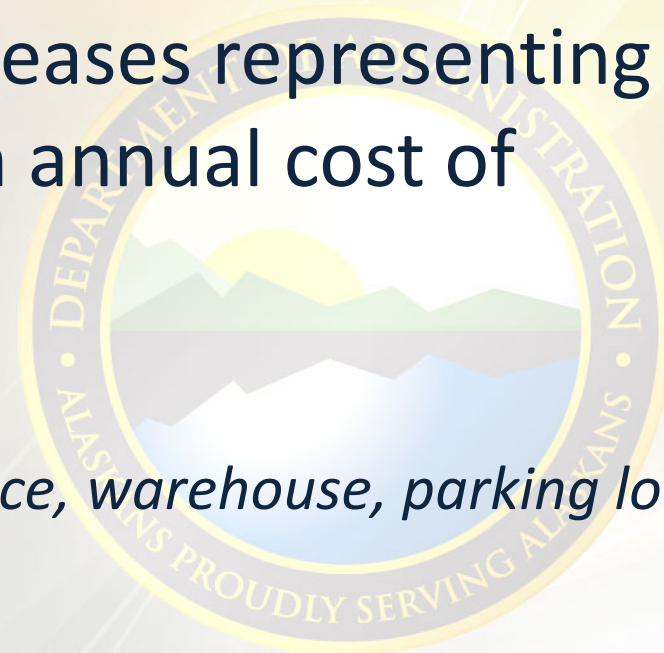 eases representing
annual cost of
ce, warehouse, parking lo
DEPARTMENT OF ADMINISTRATION
ALASKANS PROUDLY SERVING ALASKANS